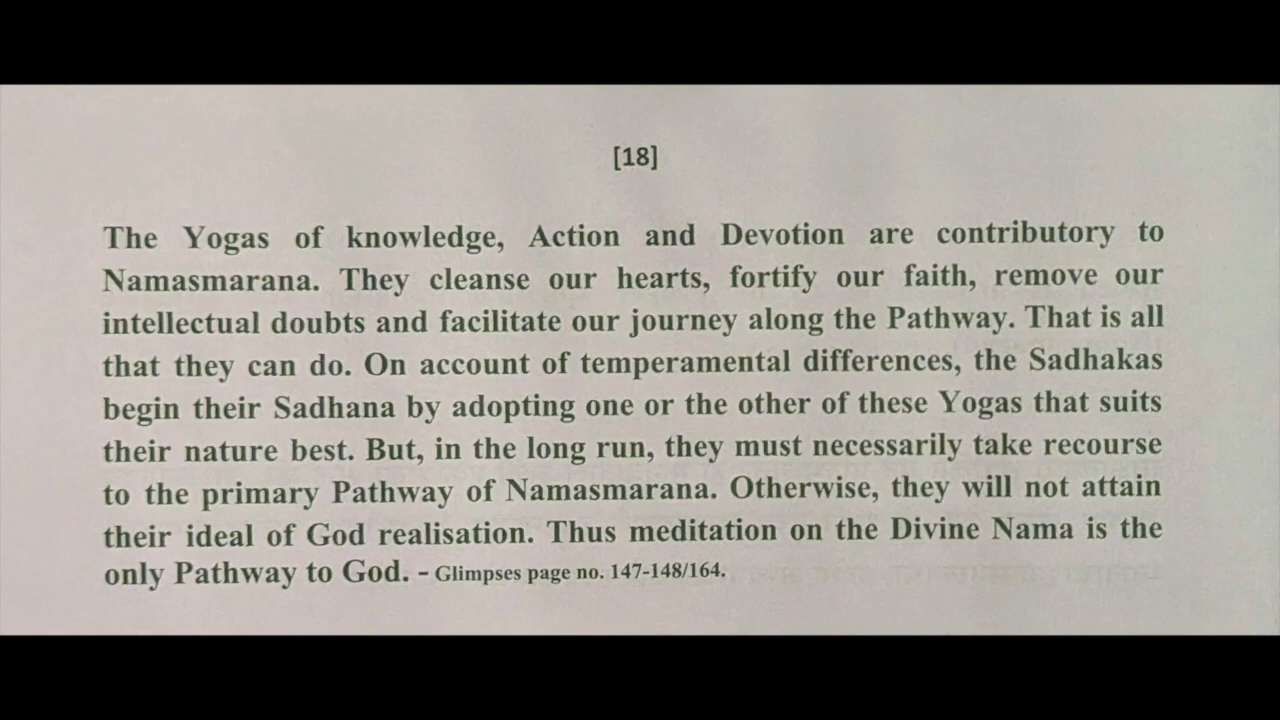 [18]
The Yogas of knowledge, Action and Devotion are contributory to
Namasmarana. They cleanse our hearts, fortify our faith, remove our
intellectual doubts and facilitate our journey along the Pathway. That is all
that they can do. On account of temperamental differences, the Sadhakas
begin their Sadhana by adopting one or the other of these Yogas that suits
their nature best. But, in the long run, they must necessarily take recourse
to the primary Pathway of Namasmarana. Otherwise, they will not attain
their ideal of God realisation. Thus meditation on the Divine Nama is the
only Pathway to God. – Glimpses page no. 147-148/164.